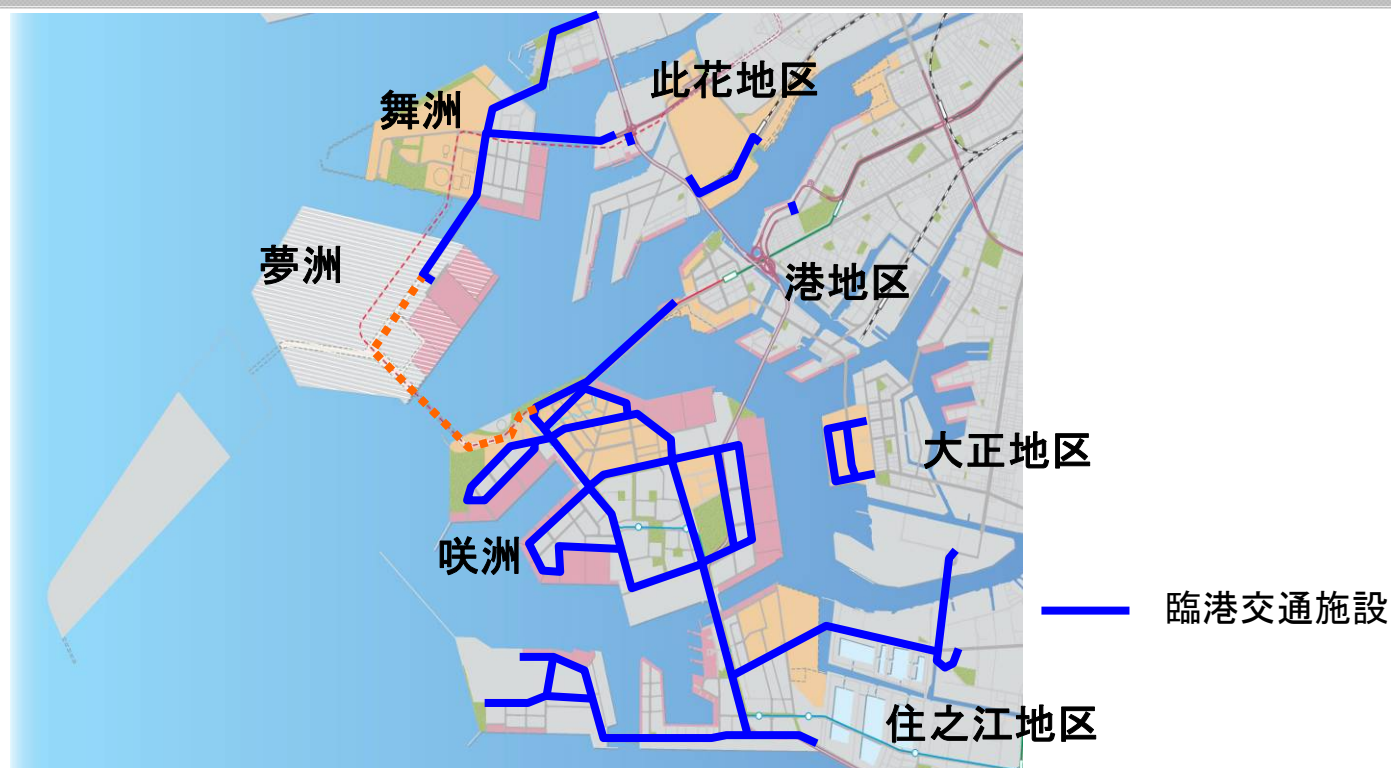 此花地区
舞洲
夢洲
港地区
大正地区
咲洲
臨港交通施設
住之江地区